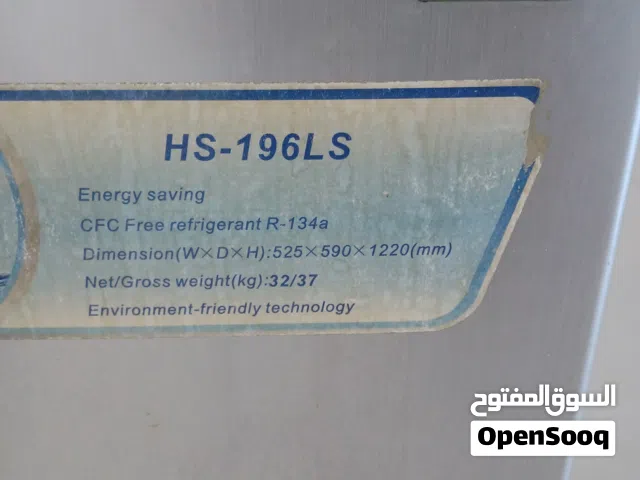 HS-196LS
Energy saving
CFC Free refrigerant R-134a
Dimension(W×D×H):525×590×1220(mm)
Net/Gross weight(kg):32/37
Environment-friendly technology
السوق المفتوح
OpenSooq